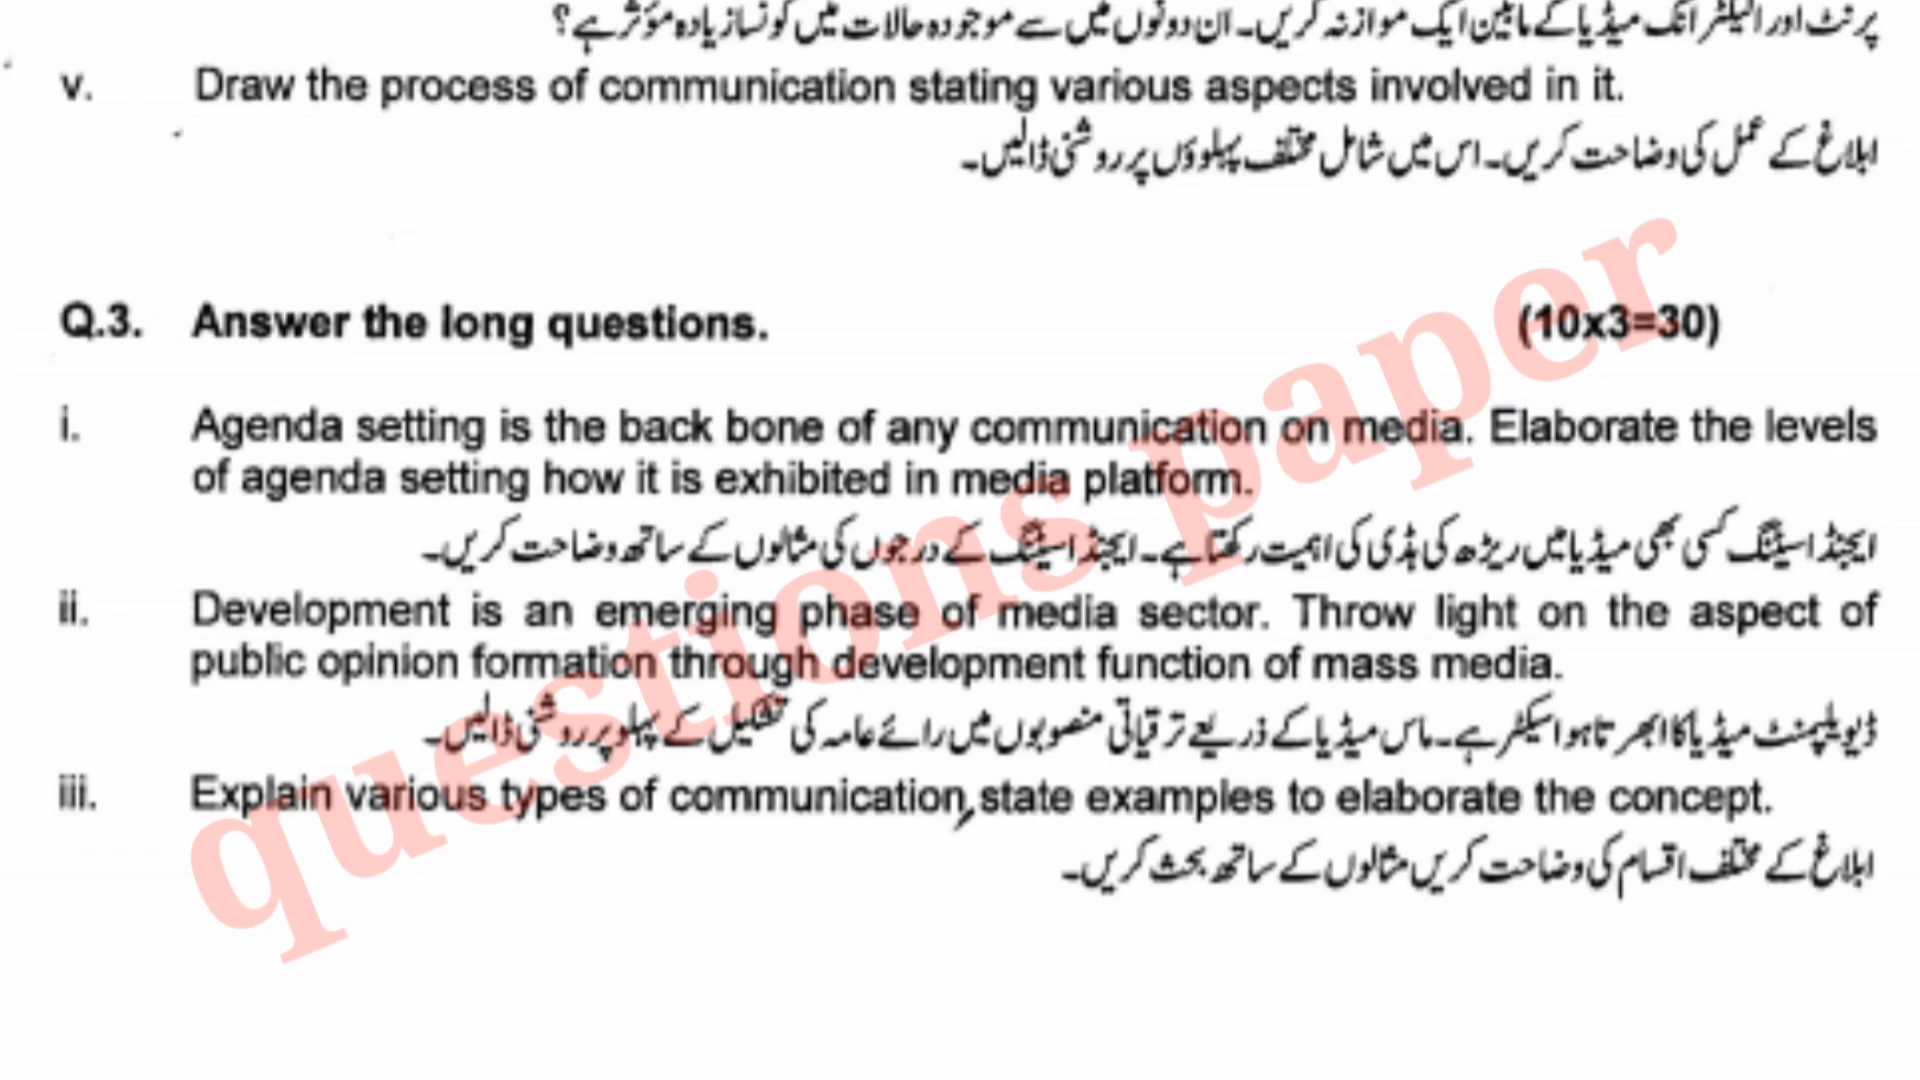 پرنٹ اور الیکٹرانک میڈیا کے مابین ایک موازنہ کریں۔ ان دونوں میں سے موجودہ حالات میں کونسا زیادہ مؤثر ہے؟
v. Draw the process of communication stating various aspects involved in it.
ابلاغ کے عمل کی وضاحت کریں۔ اس میں شامل مختلف پہلوؤں پر روشنی ڈالیں۔
Q.3. Answer the long questions. (10x3=30)
i. Agenda setting is the back bone of any communication on media. Elaborate the levels
of agenda setting how it is exhibited in media platform.
ایجنڈا سیٹنگ کسی بھی میڈیا میں ریڑھ کی ہڈی کی اہمیت رکھتا ہے۔ ایجنڈا سیٹنگ کے درجوں کی مثالوں کے ساتھ وضاحت کریں۔
ii. Development is an emerging phase of media sector. Throw light on the aspect of
public opinion formation through development function of mass media.
ڈیویلپمنٹ میڈیا کا ابھرتا ہوا سیکٹر ہے۔ ماس میڈیا کے ذریعے ترقیاتی منصوبوں میں رائے عامہ کی تشکیل کے پہلو پر روشنی ڈالیں۔
iii. Explain various types of communication, state examples to elaborate the concept.
ابلاغ کے مختلف اقسام کی وضاحت کریں مثالوں کے ساتھ بحث کریں۔
questions paper